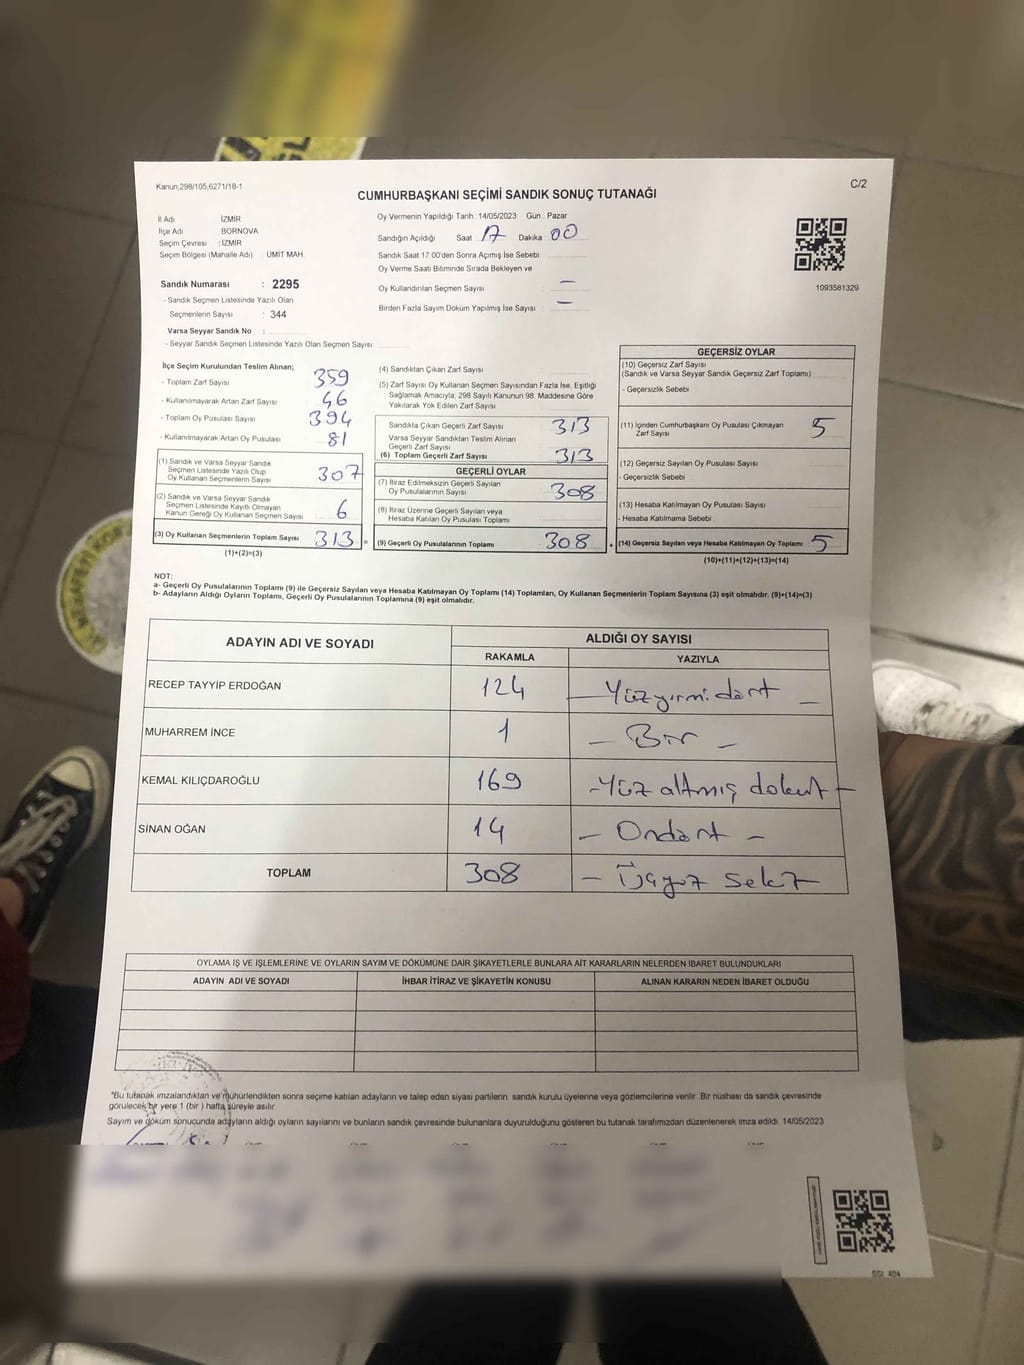 Kanun,298/105,6271/18-1
C/2
CUMHURBAŞKANI SEÇİMİ SANDIK SONUÇ TUTANAĞI
İl Adı İZMİR
İlçe Adı BORNOVA
Seçim Çevresi : İZMİR
Seçim Bölgesi (Mahalle Adı) ÜMİT MAH.
Sandık Numarası : 2295
- Sandık Seçmen Listesinde Yazılı Olan
Seçmenlerin Sayısı : 344
Varsa Seyyar Sandık No :
- Seyyar Sandık Seçmen Listesinde Yazılı Olan Seçmen Sayısı :
Oy Vermenin Yapıldığı Tarih : 14/05/2023 Gün : Pazar
Sandığın Açıldığı Saat 17 Dakika 00
Sandık Saat 17:00'den Sonra Açımış İse Sebebi
Oy Verme Saati Bitiminde Sırada Bekleyen ve
Oy Kullandırılan Seçmen Sayısı : –
Birden Fazla Sayım Döküm Yapılmış İse Sayısı : –
1093581329
İlçe Seçim Kurulundan Teslim Alınan;
- Toplam Zarf Sayısı 359
- Kullanılmayarak Artan Zarf Sayısı 46
- Toplam Oy Pusulası Sayısı 394
- Kullanılmayarak Artan Oy Pusulası 81
(1) Sandık ve Varsa Seyyar Sandık
Seçmen Listesinde Yazılı Olup
Oy Kullanan Seçmenlerin Sayısı 307
(2) Sandık ve Varsa Seyyar Sandık
Seçmen Listesinde Kayıtlı Olmayan
Kanun Gereği Oy Kullanan Seçmen Sayısı 6
(3) Oy Kullanan Seçmenlerin Toplam Sayısı 313 =
(1)+(2)=(3)
(4) Sandıktan Çıkan Zarf Sayısı
(5) Zarf Sayısı Oy Kullanan Seçmen Sayısından Fazla İse, Eşitliği
Sağlamak Amacıyla; 298 Sayılı Kanunun 98. Maddesine Göre
Yakılarak Yok Edilen Zarf Sayısı
Sandıkta Çıkan Geçerli Zarf Sayısı 313
Varsa Seyyar Sandıktan Teslim Alınan
Geçerli Zarf Sayısı
(6) Toplam Geçerli Zarf Sayısı 313
GEÇERLİ OYLAR
(7) İtiraz Edilmeksizin Geçerli Sayılan
Oy Pusulalarının Sayısı 308
(8) İtiraz Üzerine Geçerli Sayılan veya
Hesaba Katılan Oy Pusulası Toplamı
(9) Geçerli Oy Pusulalarının Toplamı 308 +
GEÇERSİZ OYLAR
(10) Geçersiz Zarf Sayısı
(Sandık ve Varsa Seyyar Sandık Geçersiz Zarf Toplamı)
- Geçersizlik Sebebi
(11) İçinden Cumhurbaşkanı Oy Pusulası Çıkmayan
Zarf Sayısı 5
(12) Geçersiz Sayılan Oy Pusulası Sayısı
- Geçersizlik Sebebi
(13) Hesaba Katılmayan Oy Pusulası Sayısı
- Hesaba Katılmama Sebebi
(14) Geçersiz Sayılan veya Hesaba Katılmayan Oy Toplamı 5
(10)+(11)+(12)+(13)=(14)
NOT:
a- Geçerli Oy Pusulalarının Toplamı (9) ile Geçersiz Sayılan veya Hesaba Katılmayan Oy Toplamı (14) Toplamları, Oy Kullanan Seçmenlerin Toplam Sayısına (3) eşit olmalıdır. (9)+(14)=(3)
b- Adayların Aldığı Oyların Toplamı, Geçerli Oy Pusulalarının Toplamına (9) eşit olmalıdır.
ADAYIN ADI VE SOYADI
ALDIĞI OY SAYISI
RAKAMLA YAZIYLA
RECEP TAYYİP ERDOĞAN 124 – Yüzyirmidört –
MUHARREM İNCE 1 – Bir –
KEMAL KILIÇDAROĞLU 169 – Yüz altmış dokuz –
SİNAN OĞAN 14 – Ondört –
TOPLAM 308 – Üçyüz sekiz
OYLAMA İŞ VE İŞLEMLERİNE VE OYLARIN SAYIM VE DÖKÜMÜNE DAİR ŞİKAYETLERLE BUNLARA AİT KARARLARIN NELERDEN İBARET BULUNDUKLARI
ADAYIN ADI VE SOYADI İHBAR İTİRAZ VE ŞİKAYETİN KONUSU ALINAN KARARIN NEDEN İBARET OLDUĞU
*Bu tutanak imzalandıktan ve mühürlendikten sonra seçime katılan adayların ve talep eden siyasi partilerin sandık kurulu üyelerine veya gözlemcilerine verilir. Bir nüshası da sandık çevresinde
görülecek bir yere 1 (bir) hafta süreyle asılır.
Sayım ve döküm sonucunda adayların aldığı oyların sayılarını ve bunların sandık çevresinde bulunanlara duyurulduğunu gösteren bu tutanak tarafımızdan düzenlenerek imza edildi. 14/05/2023
SSI_404